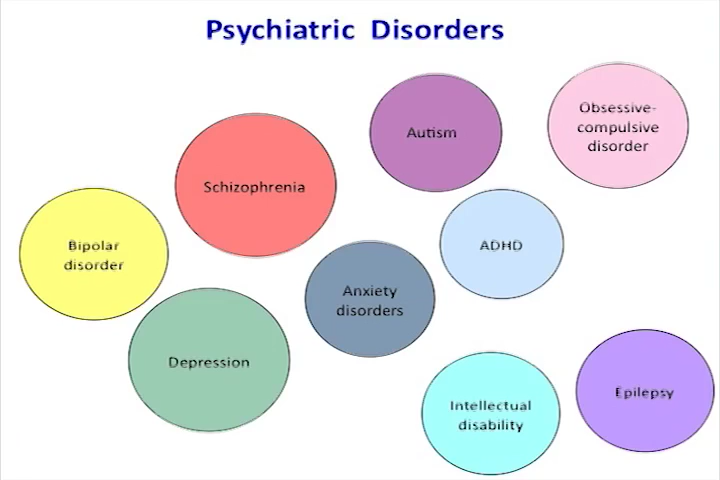 Psychiatric Disorders
Obsessive-
compulsive
disorder
Autism
Schizophrenia
Bipolar
disorder
ADHD
Anxiety
disorders
Depression
Intellectual
disability
Epilepsy